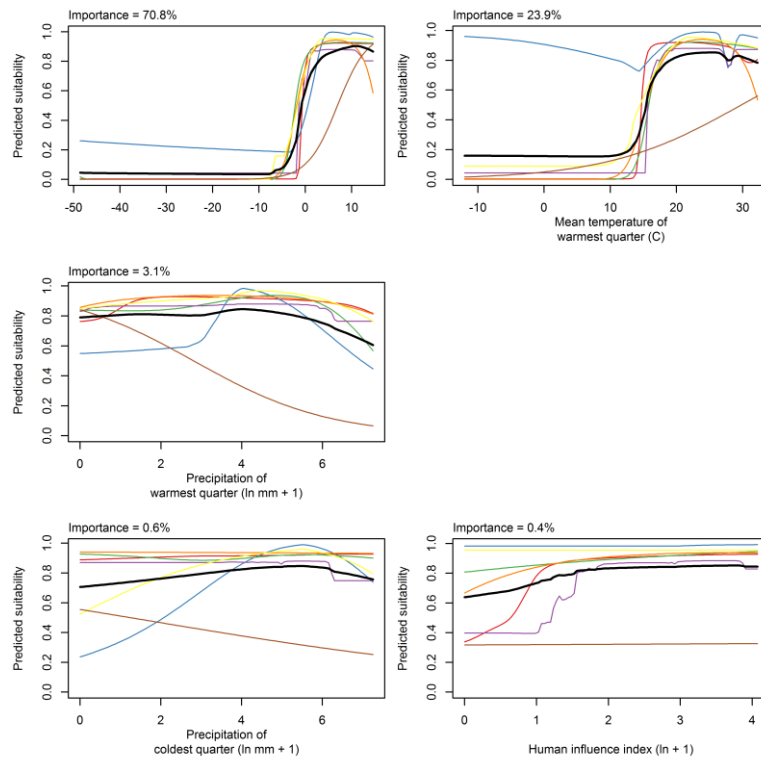 Importance = 70.8%
Predicted suitability
0.0 0.2 0.4 0.6 0.8 1.0
-50 -40 -30 -20 -10 0 10
Importance = 23.9%
Predicted suitability
0.0 0.2 0.4 0.6 0.8 1.0
-10 0 10 20 30
Mean temperature of
warmest quarter (C)
Importance = 3.1%
Predicted suitability
0.0 0.2 0.4 0.6 0.8 1.0
0 2 4 6
Precipitation of
warmest quarter (ln mm + 1)
Importance = 0.6%
Predicted suitability
0.0 0.2 0.4 0.6 0.8 1.0
0 2 4 6
Precipitation of
coldest quarter (ln mm + 1)
Importance = 0.4%
Predicted suitability
0.0 0.2 0.4 0.6 0.8 1.0
0 1 2 3 4
Human influence index (ln + 1)